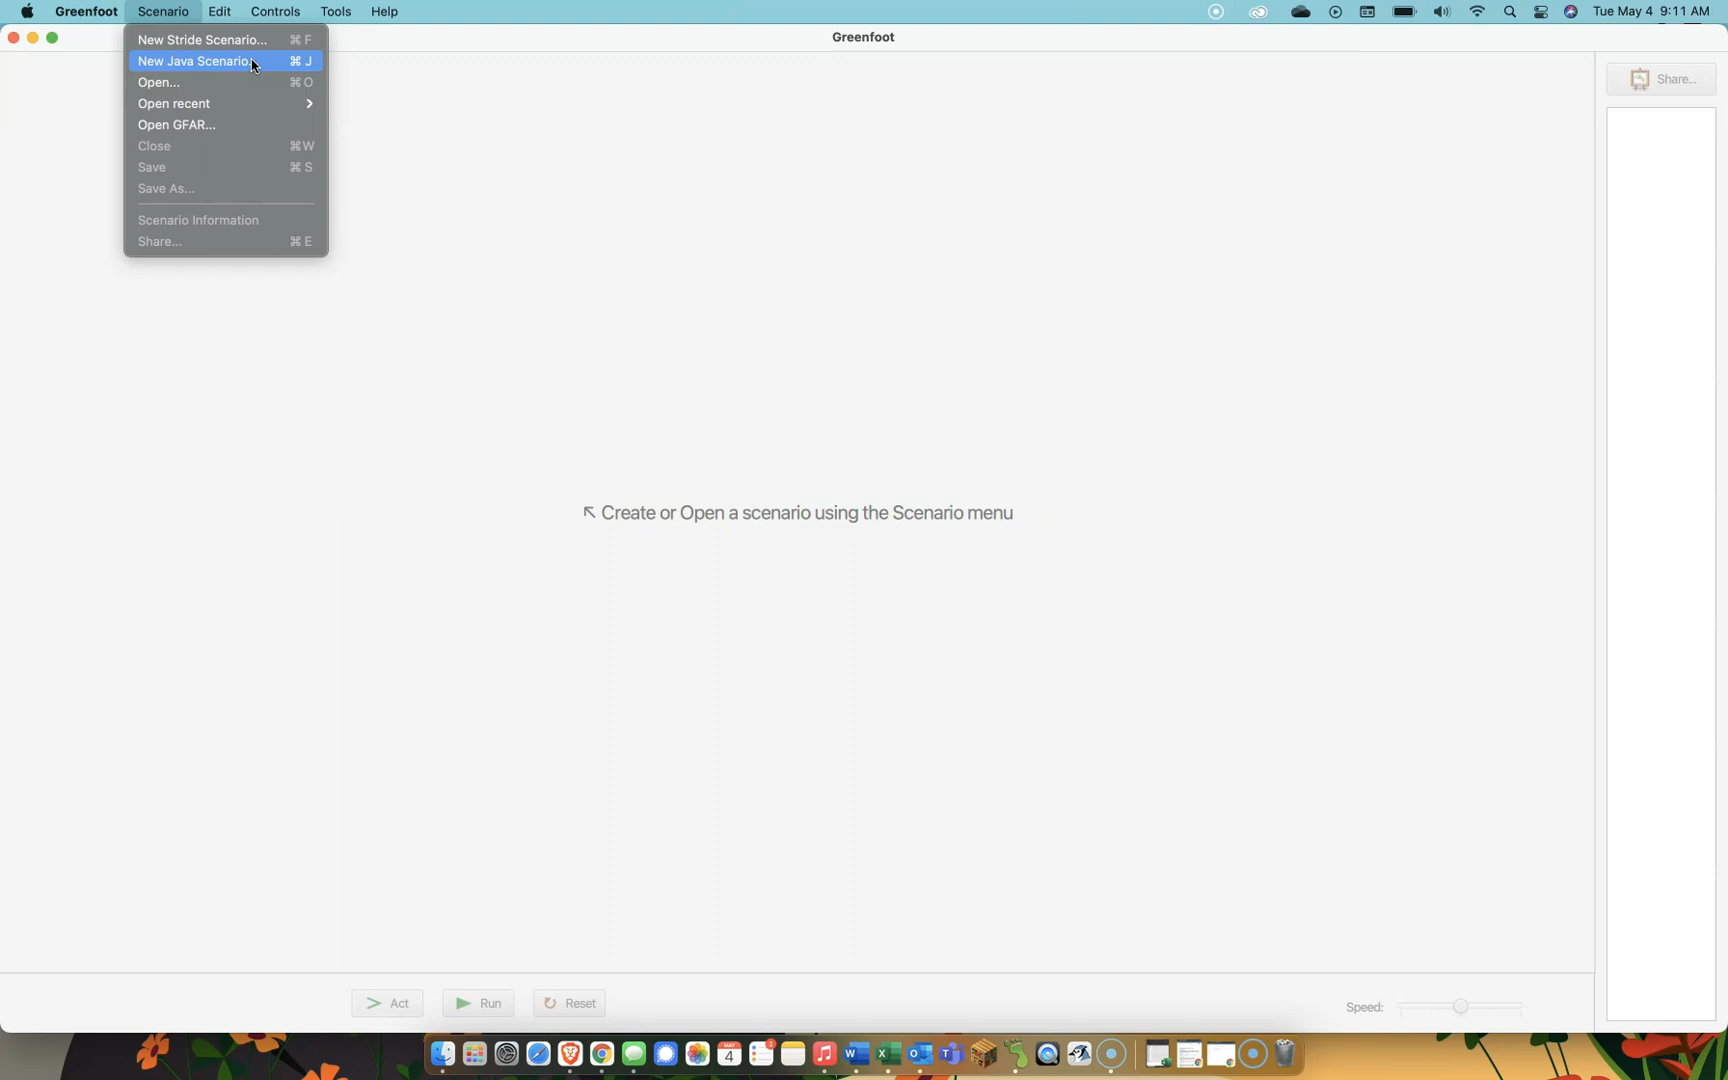 Greenfoot Scenario Edit Controls Tools Help Tue May 4 9:11 AM
Greenfoot
New Stride Scenario... ⌘ F
New Java Scenario. ⌘ J
Open... ⌘ O
Open recent
Open GFAR...
Close ⌘W
Save ⌘ S
Save As...
Scenario Information
Share... ⌘ E
Share...
Create or Open a scenario using the Scenario menu
Act Run Reset
Speed:
MAY
4